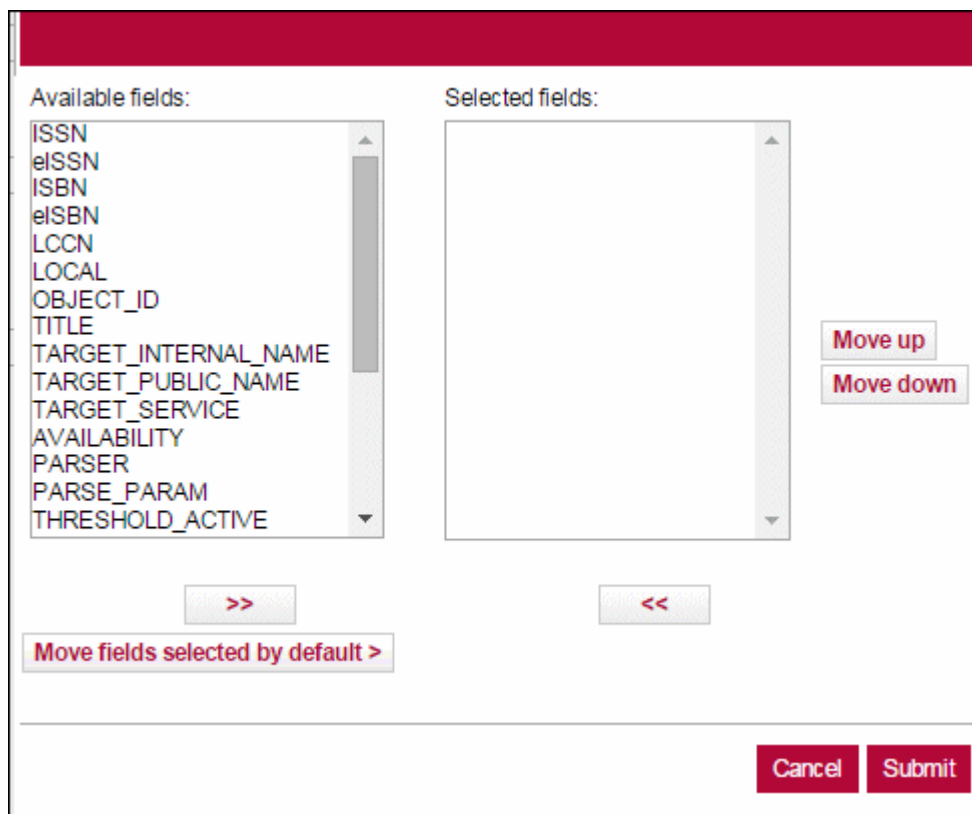 Available fields:
Selected fields:
ISSN
eISSN
ISBN
eISBN
LCCN
LOCAL
OBJECT_ID
TITLE
TARGET_INTERNAL_NAME
TARGET_PUBLIC_NAME
TARGET_SERVICE
AVAILABILITY
PARSER
PARSE_PARAM
THRESHOLD_ACTIVE
Move up
Move down
>>
<<
Move fields selected by default >
Cancel
Submit